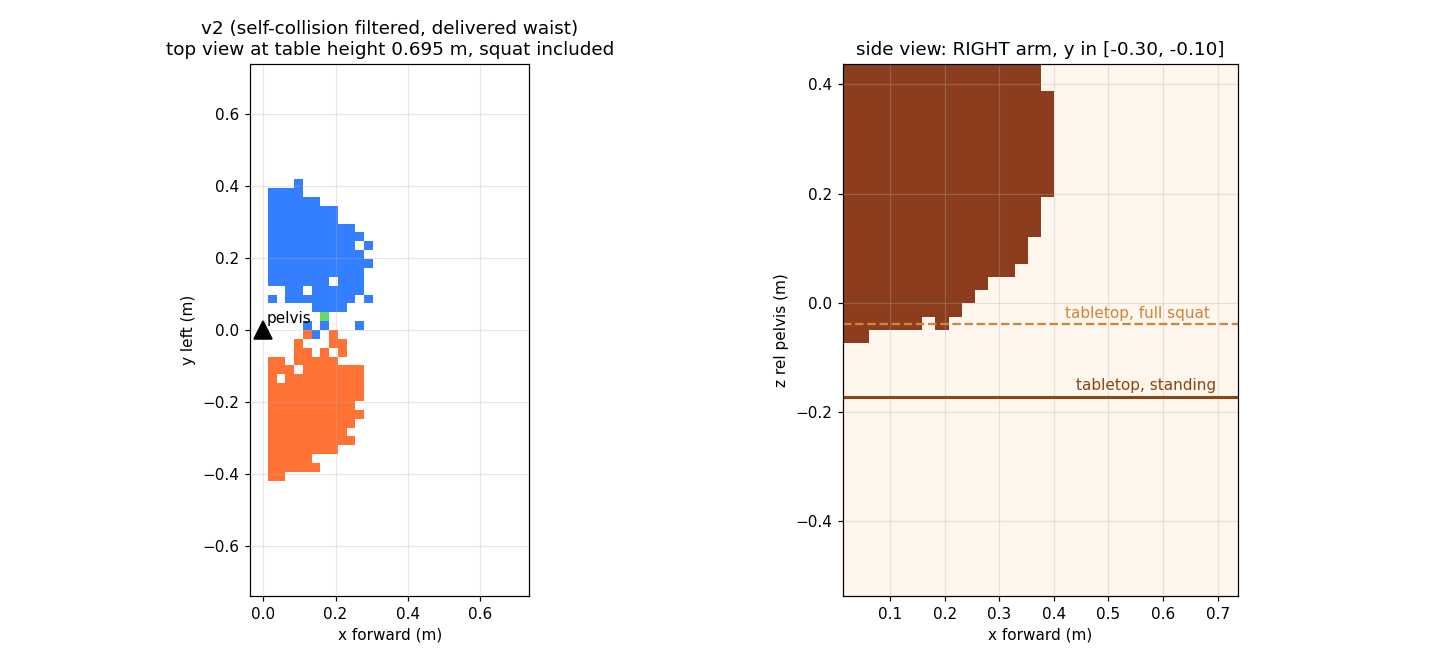 v2 (self-collision filtered, delivered waist)
top view at table height 0.695 m, squat included
0.6
0.4
0.2
0.0
−0.2
−0.4
−0.6
y left (m)
pelvis
0.0
0.2
0.4
0.6
x forward (m)
side view: RIGHT arm, y in [-0.30, -0.10]
0.4
0.2
0.0
−0.2
−0.4
z rel pelvis (m)
tabletop, full squat
tabletop, standing
0.1
0.2
0.3
0.4
0.5
0.6
0.7
x forward (m)